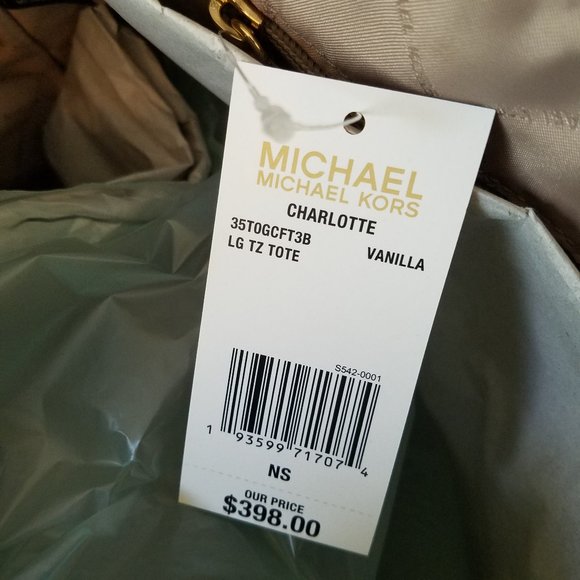 MICHAEL
MICHAEL KORS
CHARLOTTE
35T0GCFT3B
LG TZ TOTE VANILLA
S542-0001
1 93599 71707 4
NS
OUR PRICE
$398.00